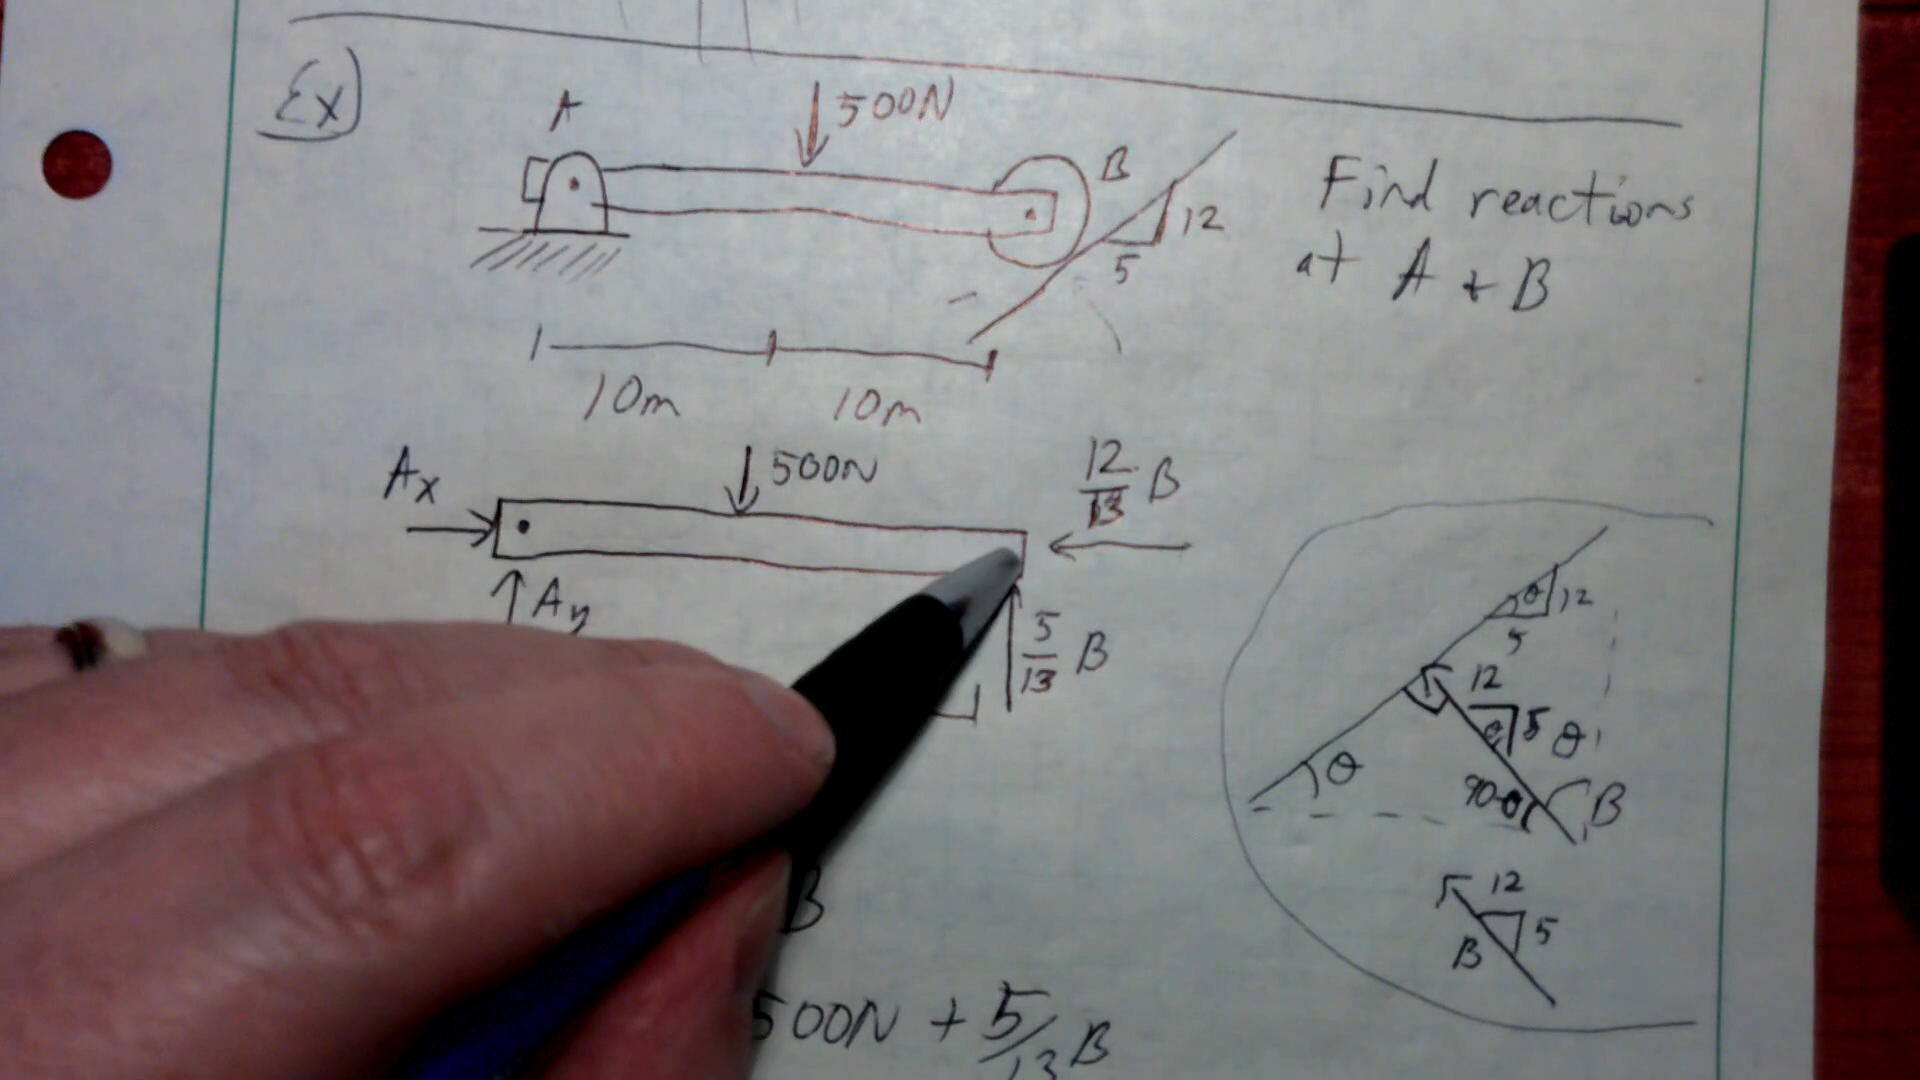 Ex)
A
500N
B
12
5
Find reactions
at A + B
10m
10m
Ax
500N
12/13 B
Ay
5/13 B
θ
12
5
12
θ
5
θ
θ
90-θ
B
12
5
B
B
500N + 5/13 B